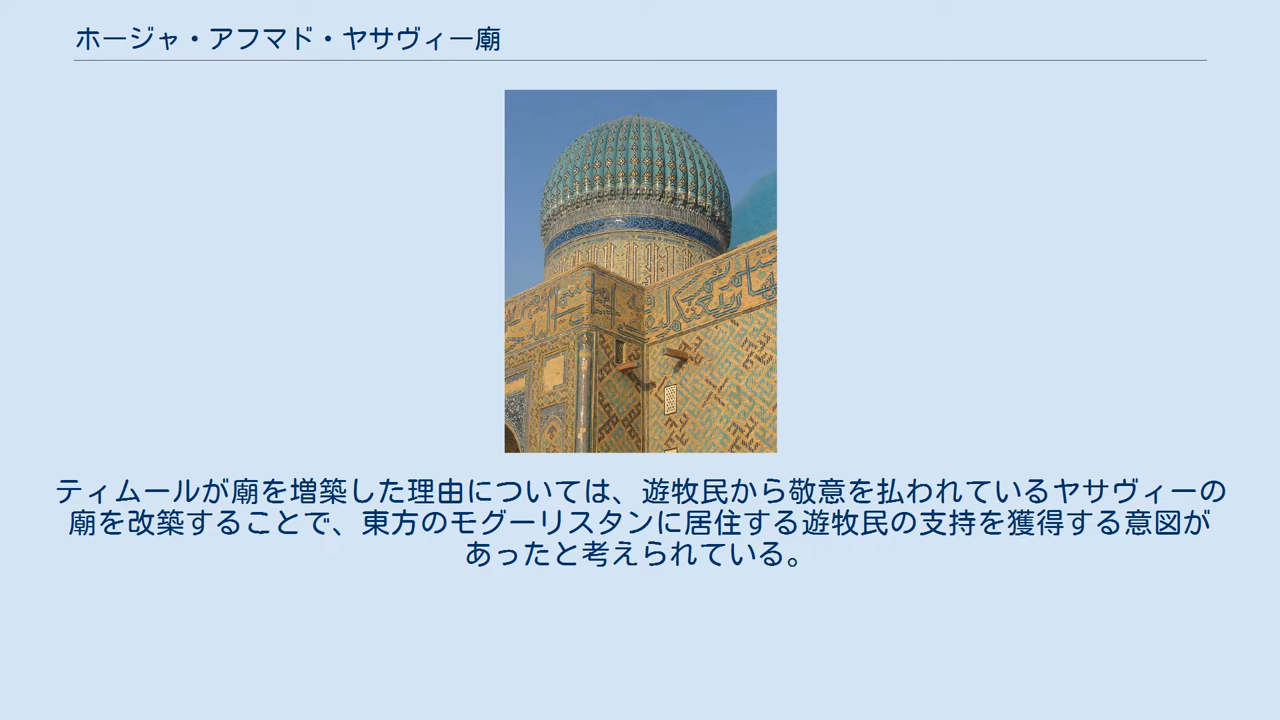 ホージャ・アフマド・ヤサヴィー廟
ティムールが廟を増築した理由については、遊牧民から敬意を払われているヤサヴィーの
廟を改築することで、東方のモグーリスタンに居住する遊牧民の支持を獲得する意図が
あったと考えられている。